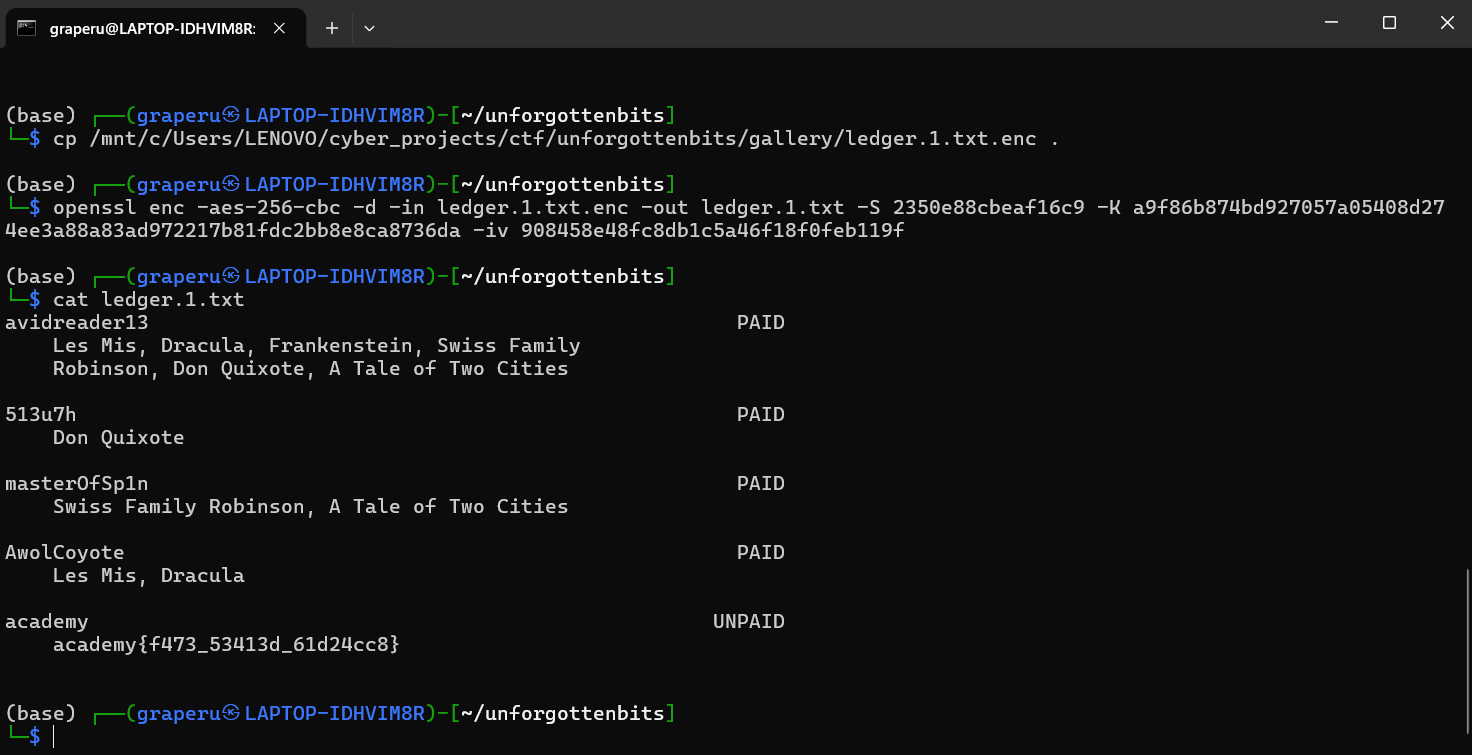 graperu@LAPTOP-IDHVIM8R:
(base) ┌──(graperu㉿LAPTOP-IDHVIM8R)-[~/unforgottenbits]
└─$ cp /mnt/c/Users/LENOVO/cyber_projects/ctf/unforgottenbits/gallery/ledger.1.txt.enc .
(base) ┌──(graperu㉿LAPTOP-IDHVIM8R)-[~/unforgottenbits]
└─$ openssl enc -aes-256-cbc -d -in ledger.1.txt.enc -out ledger.1.txt -S 2350e88cbeaf16c9 -K a9f86b874bd927057a05408d27
4ee3a88a83ad972217b81fdc2bb8e8ca8736da -iv 908458e48fc8db1c5a46f18f0feb119f
(base) ┌──(graperu㉿LAPTOP-IDHVIM8R)-[~/unforgottenbits]
└─$ cat ledger.1.txt
avidreader13 PAID
Les Mis, Dracula, Frankenstein, Swiss Family
Robinson, Don Quixote, A Tale of Two Cities
513u7h PAID
Don Quixote
masterOfSp1n PAID
Swiss Family Robinson, A Tale of Two Cities
AwolCoyote PAID
Les Mis, Dracula
academy UNPAID
academy{f473_53413d_61d24cc8}
(base) ┌──(graperu㉿LAPTOP-IDHVIM8R)-[~/unforgottenbits]
└─$